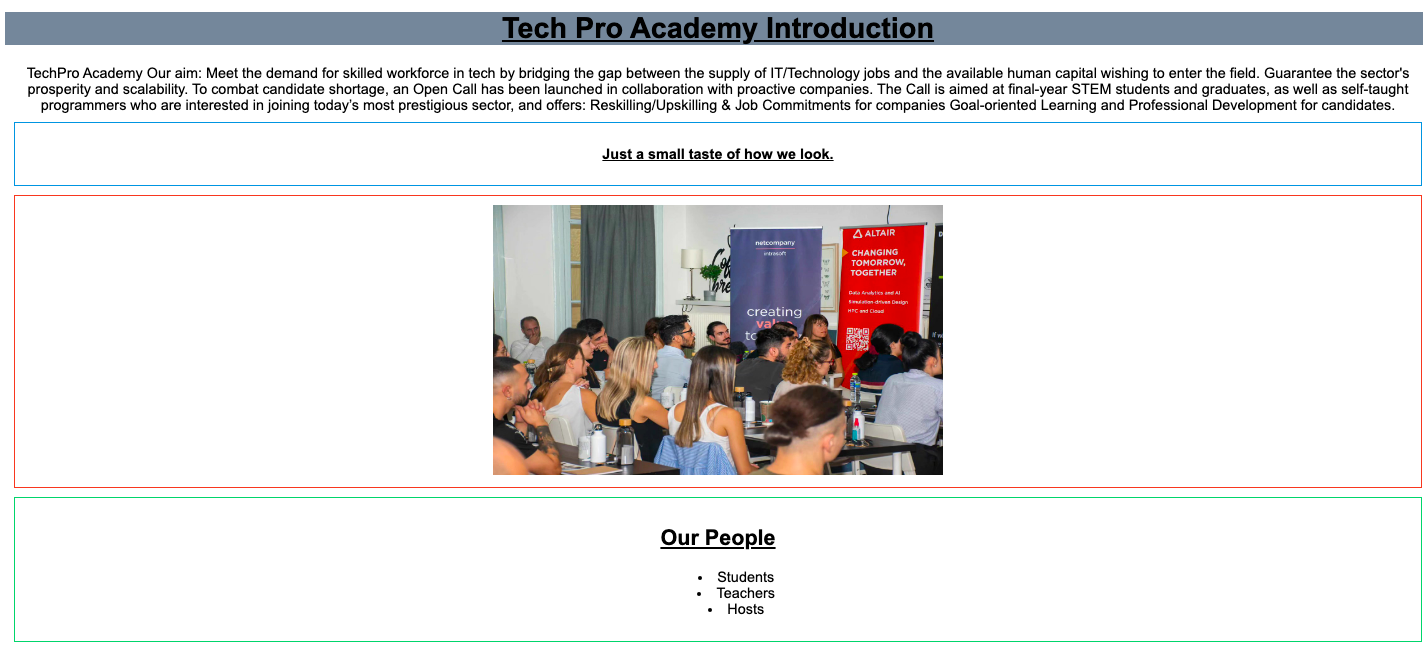 Tech Pro Academy Introduction
TechPro Academy Our aim: Meet the demand for skilled workforce in tech by bridging the gap between the supply of IT/Technology jobs and the available human capital wishing to enter the field. Guarantee the sector's
prosperity and scalability. To combat candidate shortage, an Open Call has been launched in collaboration with proactive companies. The Call is aimed at final-year STEM students and graduates, as well as self-taught
programmers who are interested in joining today’s most prestigious sector, and offers: Reskilling/Upskilling & Job Commitments for companies Goal-oriented Learning and Professional Development for candidates.
Just a small taste of how we look.
netcompany
intrasoft
creating
ALTAIR
CHANGING
TOMORROW,
TOGETHER
Data Analytics and AI
Simulation-driven Design
HPC and Cloud
Our People
• Students
• Teachers
• Hosts